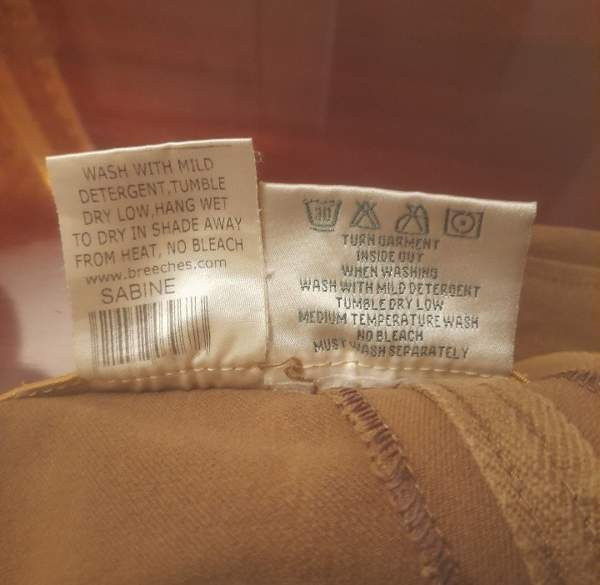 WASH WITH MILD
DETERGENT,TUMBLE
DRY LOW,HANG WET
TO DRY IN SHADE AWAY
FROM HEAT, NO BLEACH
www.breeches.com
SABINE
30
TURN GARMENT
INSIDE OUT
WHEN WASHING
WASH WITH MILD DETERGENT
TUMBLE DRY LOW
MEDIUM TEMPERATURE WASH
NO BLEACH
MUST WASH SEPARATELY